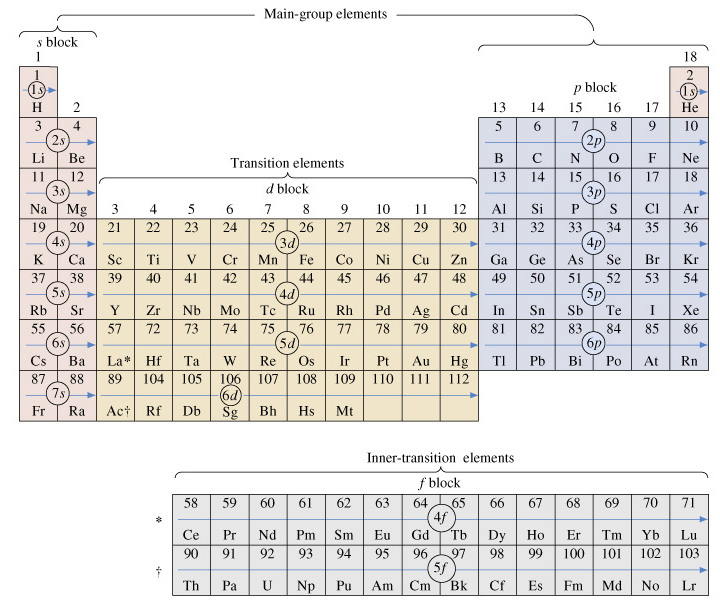 Main-group elements
s block
1 18
1 2
1s p block 1s
H 2 13 14 15 16 17 He
3 4 5 6 7 8 9 10
2s 2p
Li Be Transition elements B C N O F Ne
11 12 d block 13 14 15 16 17 18
3s 3p
Na Mg 3 4 5 6 7 8 9 10 11 12 Al Si P S Cl Ar
19 20 21 22 23 24 25 26 27 28 29 30 31 32 33 34 35 36
4s 3d 4p
K Ca Sc Ti V Cr Mn Fe Co Ni Cu Zn Ga Ge As Se Br Kr
37 38 39 40 41 42 43 44 45 46 47 48 49 50 51 52 53 54
5s 4d 5p
Rb Sr Y Zr Nb Mo Tc Ru Rh Pd Ag Cd In Sn Sb Te I Xe
55 56 57 72 73 74 75 76 77 78 79 80 81 82 83 84 85 86
6s 5d 6p
Cs Ba La* Hf Ta W Re Os Ir Pt Au Hg Tl Pb Bi Po At Rn
87 88 89 104 105 106 107 108 109 110 111 112
7s 6d
Fr Ra Ac† Rf Db Sg Bh Hs Mt
Inner-transition elements
f block
58 59 60 61 62 63 64 65 66 67 68 69 70 71
* 4f
Ce Pr Nd Pm Sm Eu Gd Tb Dy Ho Er Tm Yb Lu
90 91 92 93 94 95 96 97 98 99 100 101 102 103
† 5f
Th Pa U Np Pu Am Cm Bk Cf Es Fm Md No Lr